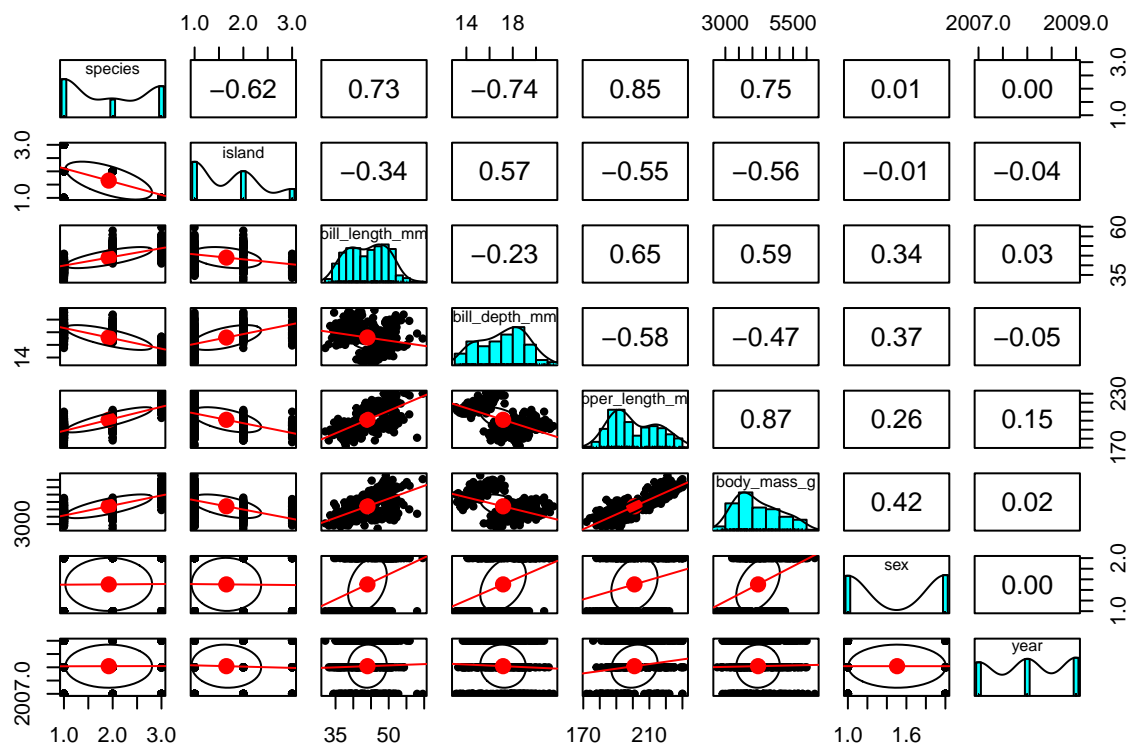 14 18 3000 5500 2007.0 2009.0
1.0 2.0 3.0
species −0.62 0.73 −0.74 0.85 0.75 0.01 0.00 1.0 3.0
1.0 3.0 island −0.34 0.57 −0.55 −0.56 −0.01 −0.04
bill_length_mm −0.23 0.65 0.59 0.34 0.03 35 60
14 bill_depth_mm −0.58 −0.47 0.37 −0.05
pper_length_m 0.87 0.26 0.15 170 230
3000 body_mass_g 0.42 0.02
sex 0.00 1.0 2.0
2007.0 year
1.0 2.0 3.0 35 50 170 210 1.0 1.6